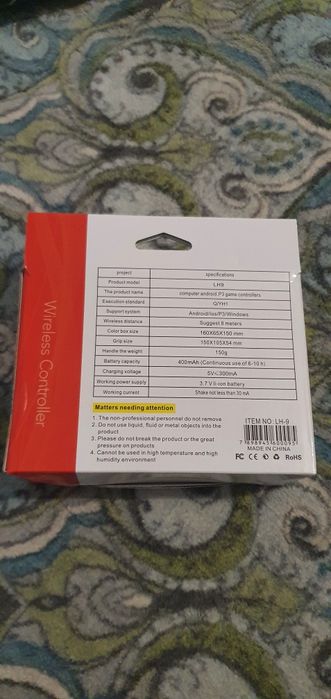 Wireless Controller
project specifications
Product model LH9
The product name computer android P3 game controllers
Execution standard Q/YH1
Support system Android/Ios/P3/Windows
Wireless distance Suggest 8 meters
Color box size 160X65X150 mm
Grip size 150X105X54 mm
Handle the weight 150g
Battery capacity 400mAh (Continuous use of 6-10 h)
Charging voltage 5V<300mA
Working power supply 3.7 V li-ion battery
Working current Shake not less than 10 mA
Matters needing attention
1. The non-professional personnel do not remove
2. Do not use liquid, fluid or metal objects into the
product
3. Please do not break the product or the great
pressure on products
4. Cannot be used in high temperature and high
humidity environment
ITEM NO: LH-9
MADE IN CHINA
FC CE RoHS